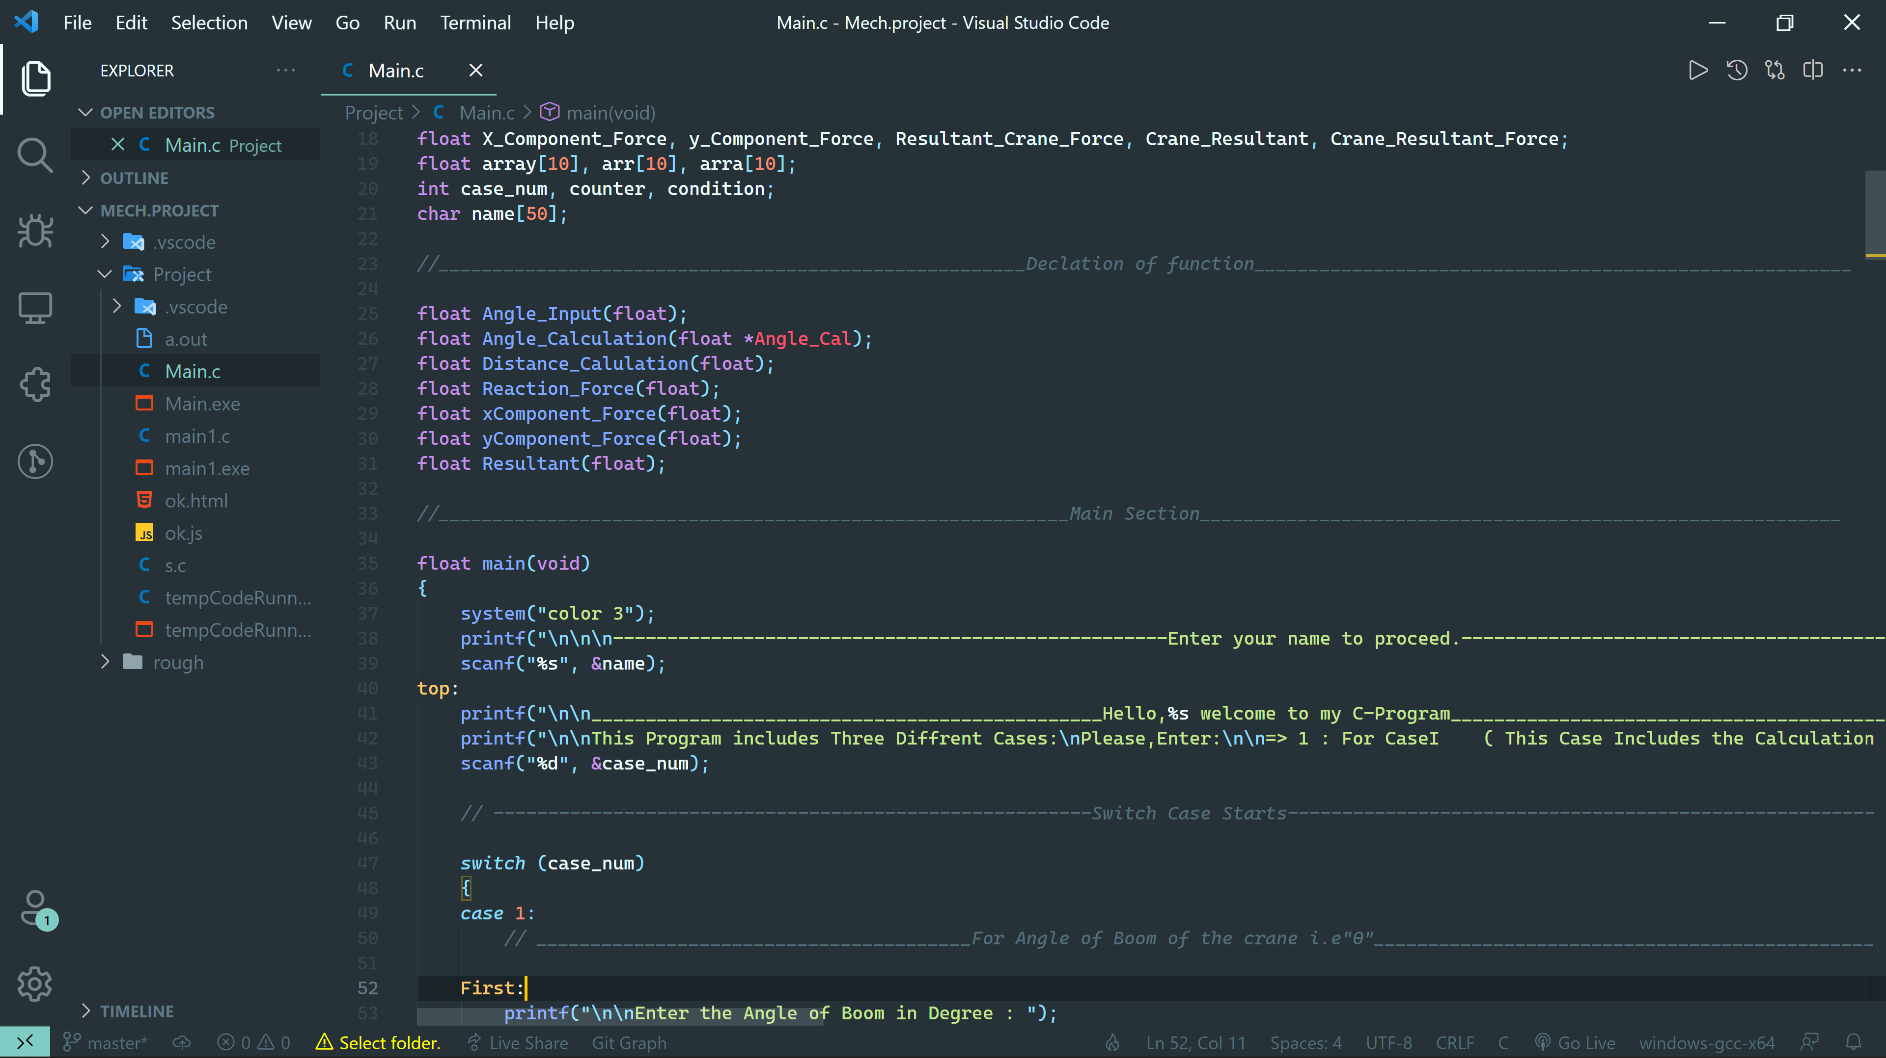 File Edit Selection View Go Run Terminal Help
Main.c - Mech.project - Visual Studio Code
EXPLORER
OPEN EDITORS
Main.c Project
OUTLINE
MECH.PROJECT
.vscode
Project
.vscode
a.out
Main.c
Main.exe
main1.c
main1.exe
ok.html
ok.js
s.c
tempCodeRunn...
tempCodeRunn...
rough
TIMELINE
1
C Main.c
Project > C Main.c > main(void)
18 float X_Component_Force, y_Component_Force, Resultant_Crane_Force, Crane_Resultant, Crane_Resultant_Force;
19 float array[10], arr[10], arra[10];
20 int case_num, counter, condition;
21 char name[50];
22
23 //______________________________________________________Declation of function_______________________________________________________
24
25 float Angle_Input(float);
26 float Angle_Calculation(float *Angle_Cal);
27 float Distance_Calulation(float);
28 float Reaction_Force(float);
29 float xComponent_Force(float);
30 float yComponent_Force(float);
31 float Resultant(float);
32
33 //__________________________________________________________Main Section___________________________________________________________
34
35 float main(void)
36 {
37 system("color 3");
38 printf("\n\n\n---------------------------------------------------Enter your name to proceed.---------------------------------------
39 scanf("%s", &name);
40 top:
41 printf("\n\n_______________________________________________Hello,%s welcome to my C-Program________________________________________
42 printf("\n\nThis Program includes Three Diffrent Cases:\nPlease,Enter:\n\n=> 1 : For CaseI    ( This Case Includes the Calculation
43 scanf("%d", &case_num);
44
45 // -------------------------------------------------------Switch Case Starts------------------------------------------------------
46
47 switch (case_num)
48 {
49 case 1:
50 // ________________________________________For Angle of Boom of the crane i.e"θ"______________________________________________
51
52 First:
53 printf("\n\nEnter the Angle of Boom in Degree : ");
master* 0 0 Select folder. Live Share Git Graph Ln 52, Col 11 Spaces: 4 UTF-8 CRLF C Go Live windows-gcc-x64